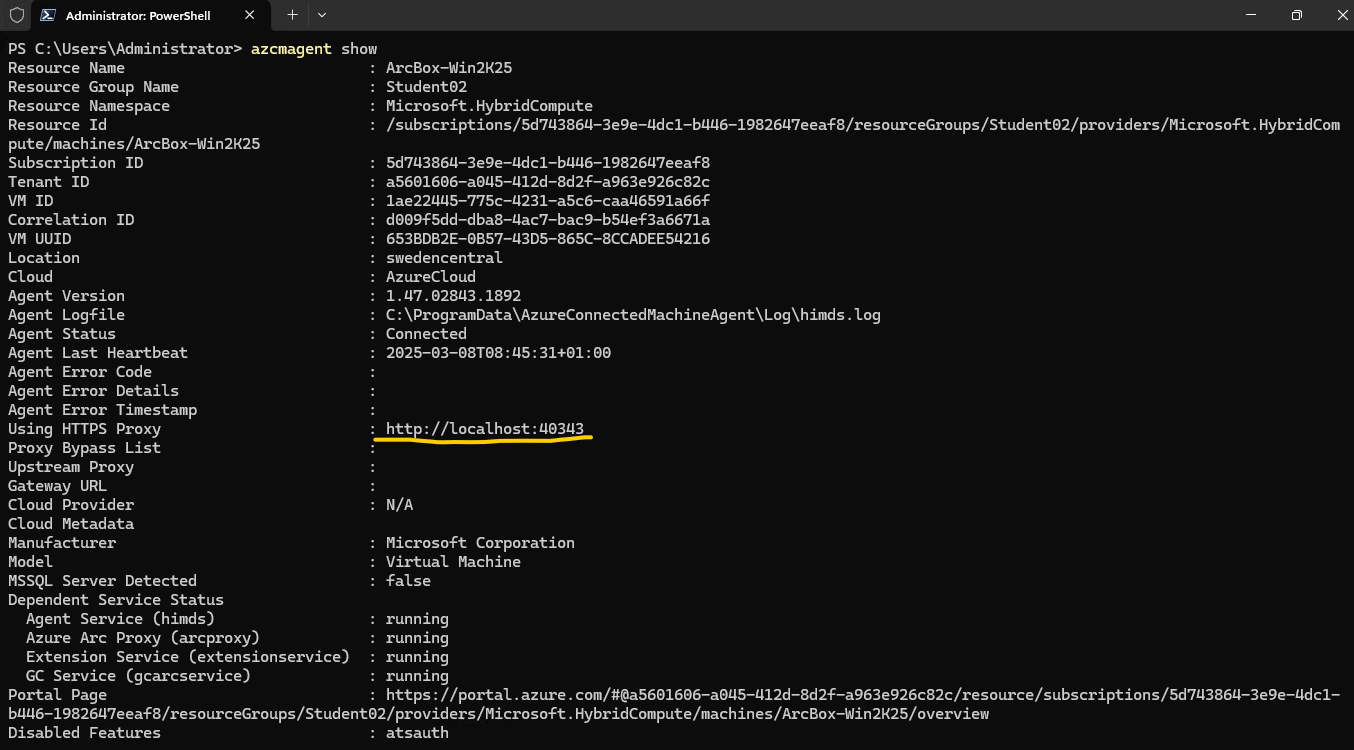 Administrator: PowerShell
PS C:\Users\Administrator> azcmagent show
Resource Name : ArcBox-Win2K25
Resource Group Name : Student02
Resource Namespace : Microsoft.HybridCompute
Resource Id : /subscriptions/5d743864-3e9e-4dc1-b446-1982647eeaf8/resourceGroups/Student02/providers/Microsoft.HybridCom
pute/machines/ArcBox-Win2K25
Subscription ID : 5d743864-3e9e-4dc1-b446-1982647eeaf8
Tenant ID : a5601606-a045-412d-8d2f-a963e926c82c
VM ID : 1ae22445-775c-4231-a5c6-caa46591a66f
Correlation ID : d009f5dd-dba8-4ac7-bac9-b54ef3a6671a
VM UUID : 653BDB2E-0B57-43D5-865C-8CCADEE54216
Location : swedencentral
Cloud : AzureCloud
Agent Version : 1.47.02843.1892
Agent Logfile : C:\ProgramData\AzureConnectedMachineAgent\Log\himds.log
Agent Status : Connected
Agent Last Heartbeat : 2025-03-08T08:45:31+01:00
Agent Error Code :
Agent Error Details :
Agent Error Timestamp :
Using HTTPS Proxy : http://localhost:40343
Proxy Bypass List :
Upstream Proxy :
Gateway URL :
Cloud Provider : N/A
Cloud Metadata
Manufacturer : Microsoft Corporation
Model : Virtual Machine
MSSQL Server Detected : false
Dependent Service Status
Agent Service (himds) : running
Azure Arc Proxy (arcproxy) : running
Extension Service (extensionservice) : running
GC Service (gcarcservice) : running
Portal Page : https://portal.azure.com/#@a5601606-a045-412d-8d2f-a963e926c82c/resource/subscriptions/5d743864-3e9e-4dc1-
b446-1982647eeaf8/resourceGroups/Student02/providers/Microsoft.HybridCompute/machines/ArcBox-Win2K25/overview
Disabled Features : atsauth